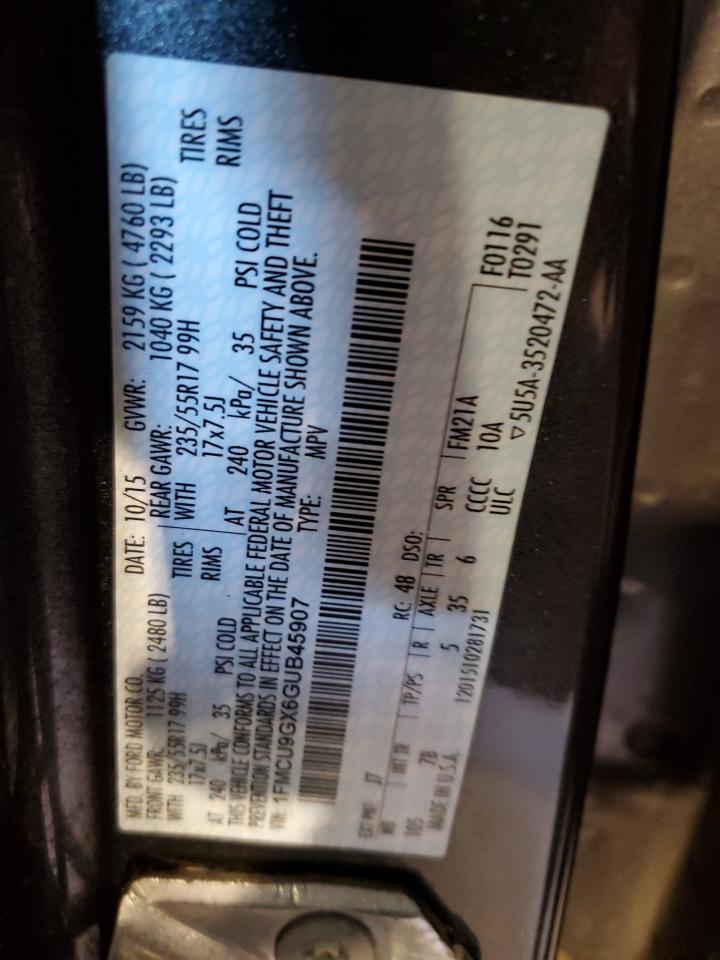 MFD. BY FORD MOTOR CO. DATE: 10/15 GVWR: 2159 KG ( 4760 LB)
FRONT GAWR: 1125 KG ( 2480 LB) REAR GAWR: 1040 KG ( 2293 LB)
WITH 235/55R17 99H TIRES WITH 235/55R17 99H TIRES
17x7.5J RIMS 17x7.5J RIMS
AT 240 kPa/ 35 PSI COLD AT 240 kPa/ 35 PSI COLD
THIS VEHICLE CONFORMS TO ALL APPLICABLE FEDERAL MOTOR VEHICLE SAFETY AND THEFT
PREVENTION STANDARDS IN EFFECT ON THE DATE OF MANUFACTURE SHOWN ABOVE.
VIN: 1FMCU9GX6GUB45907 TYPE: MPV
EXT PNT: J7 RC: 48 DSO: F0116
WB INT TR TP/PS R AXLE TR SPR FM21A T0291
105 7B 5 35 6 CCCC 10A
MADE IN U.S.A. 1201510281731 ULC ▽5U5A-3520472-AA